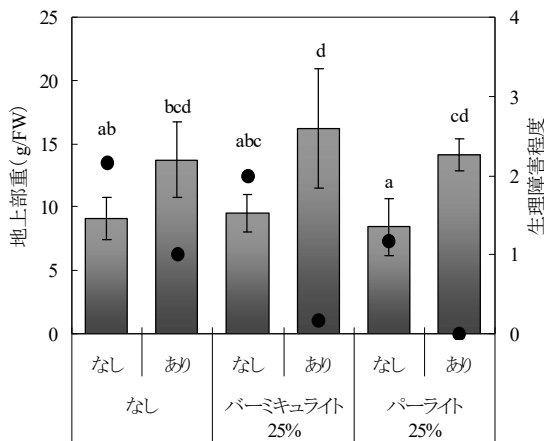 25
20
15
10
5
0
地上部重(g/FW)
4
3
2
1
0
生理障害程度
ab
bcd
abc
d
a
cd
なし あり なし あり なし あり
なし バーミキュライト パーライト
25% 25%